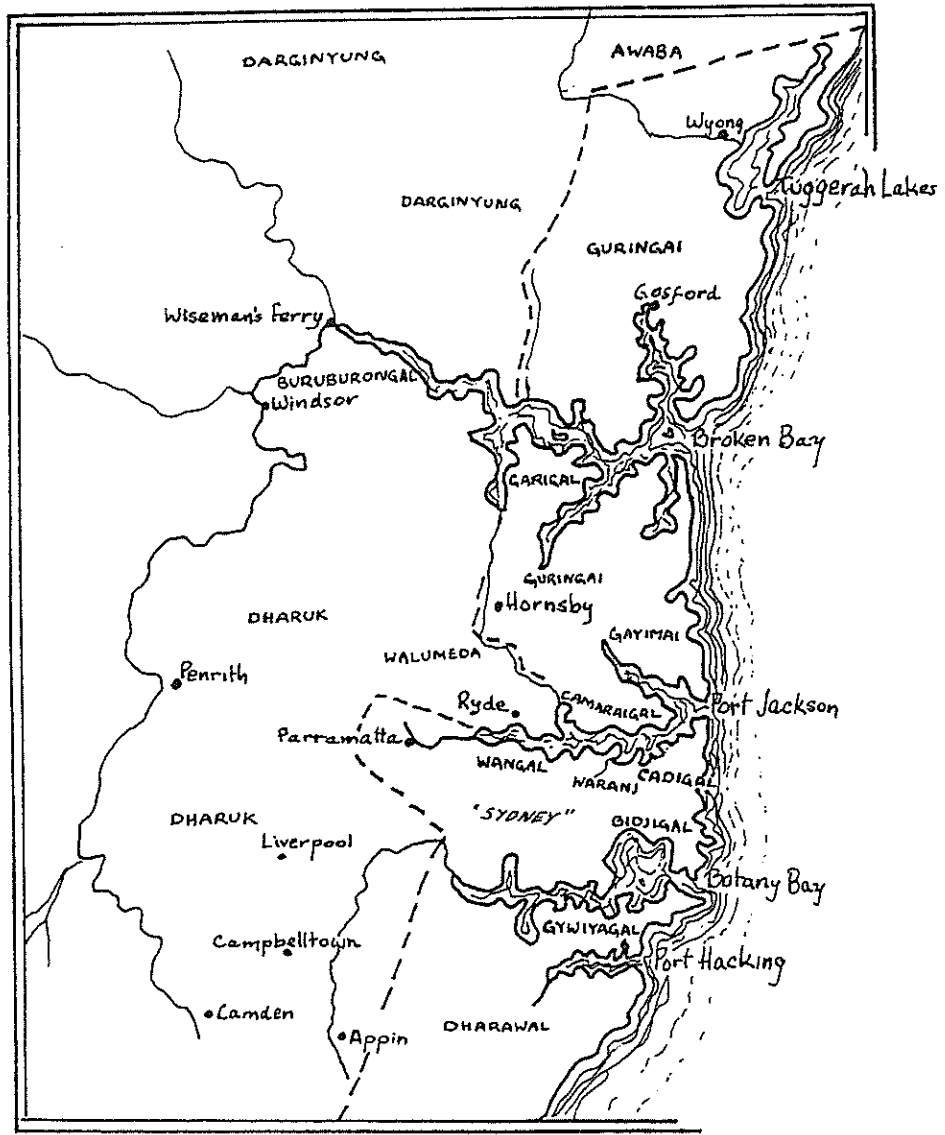 DARGINYUNG
AWABA
Wyong
Tuggerah Lakes
DARGINYUNG
GURINGAI
Gosford
Wiseman's Ferry
BURUBURONGAL
Windsor
Broken Bay
GARIGAL
GURINGAI
Hornsby
DHARUK
GAYIMAI
WALUMEDA
Penrith
Ryde
CAMARAIGAL
Port Jackson
Parramatta
WANGAL
WARANJ
CADIGAL
"SYDNEY"
DHARUK
BIDJIGAL
Liverpool
Botany Bay
GYWIYAGAL
Campbelltown
Port Hacking
Camden
DHARAWAL
Appin